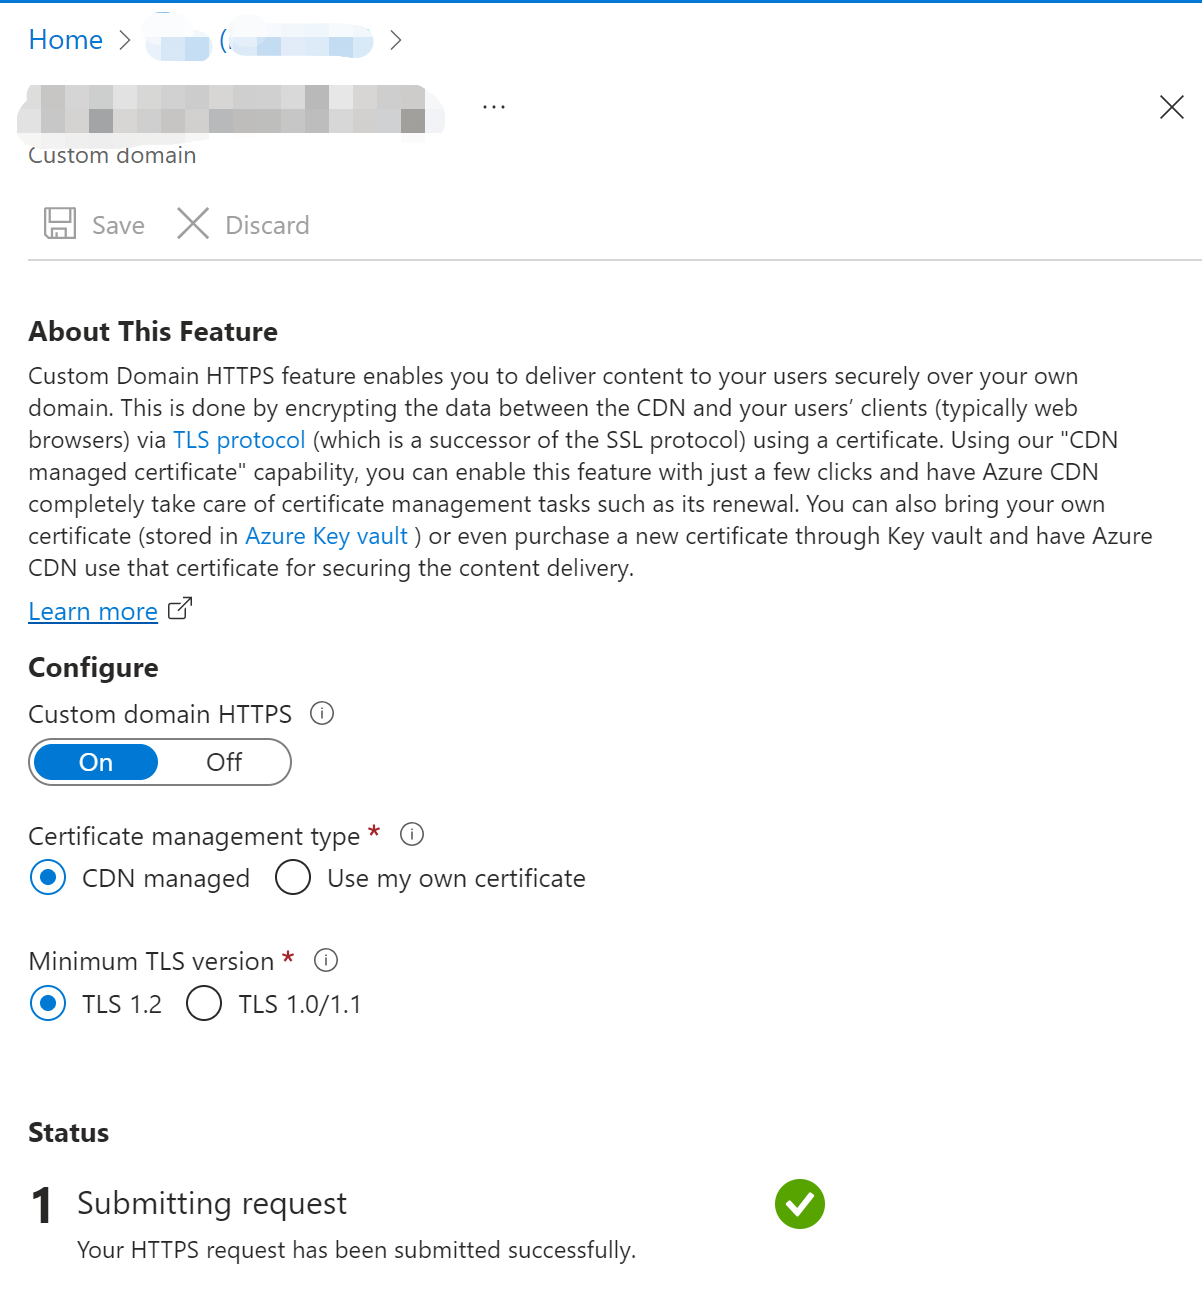 Home
Custom domain
Save Discard
About This Feature
Custom Domain HTTPS feature enables you to deliver content to your users securely over your own
domain. This is done by encrypting the data between the CDN and your users’ clients (typically web
browsers) via TLS protocol (which is a successor of the SSL protocol) using a certificate. Using our "CDN
managed certificate" capability, you can enable this feature with just a few clicks and have Azure CDN
completely take care of certificate management tasks such as its renewal. You can also bring your own
certificate (stored in Azure Key vault ) or even purchase a new certificate through Key vault and have Azure
CDN use that certificate for securing the content delivery.
Learn more
Configure
Custom domain HTTPS
On Off
Certificate management type *
CDN managed Use my own certificate
Minimum TLS version *
TLS 1.2 TLS 1.0/1.1
Status
1 Submitting request
Your HTTPS request has been submitted successfully.